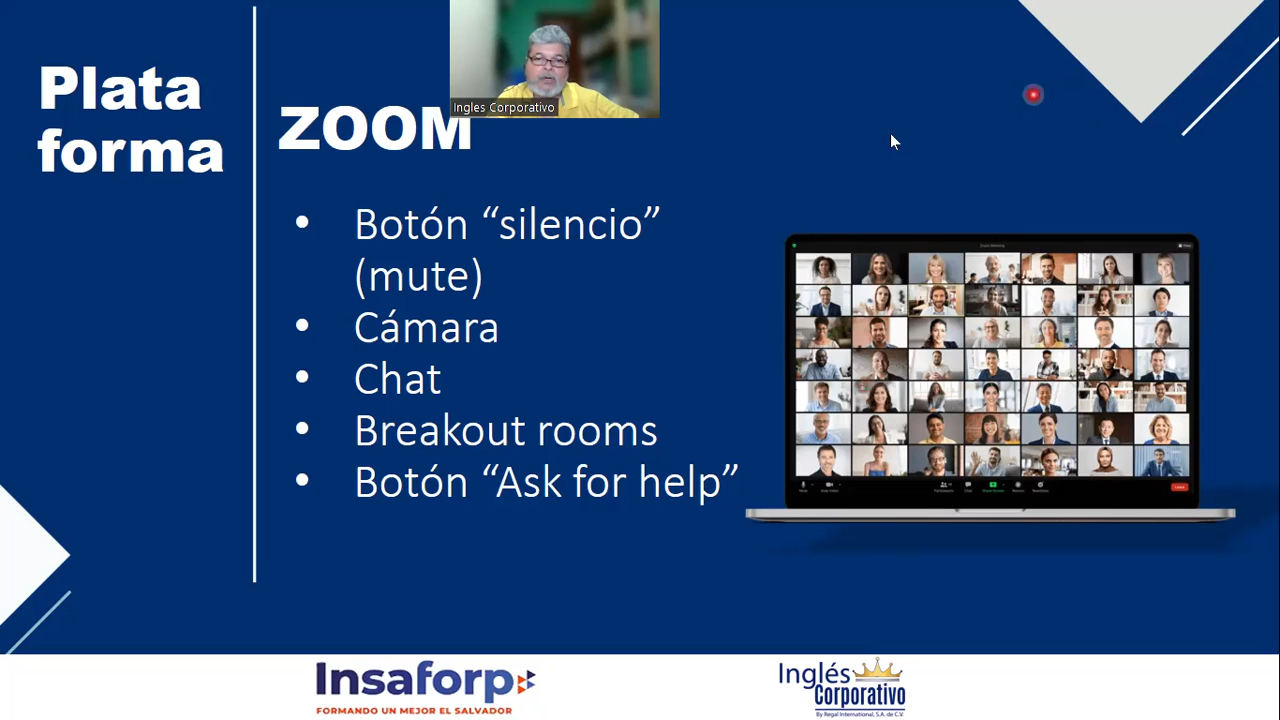 Plata
forma
ZOOM
Ingles Corporativo
• Botón “silencio”
(mute)
• Cámara
• Chat
• Breakout rooms
• Botón “Ask for help”
Insaforp
FORMANDO UN MEJOR EL SALVADOR
Inglés
Corporativo
By Regal International, S.A. de C.V.